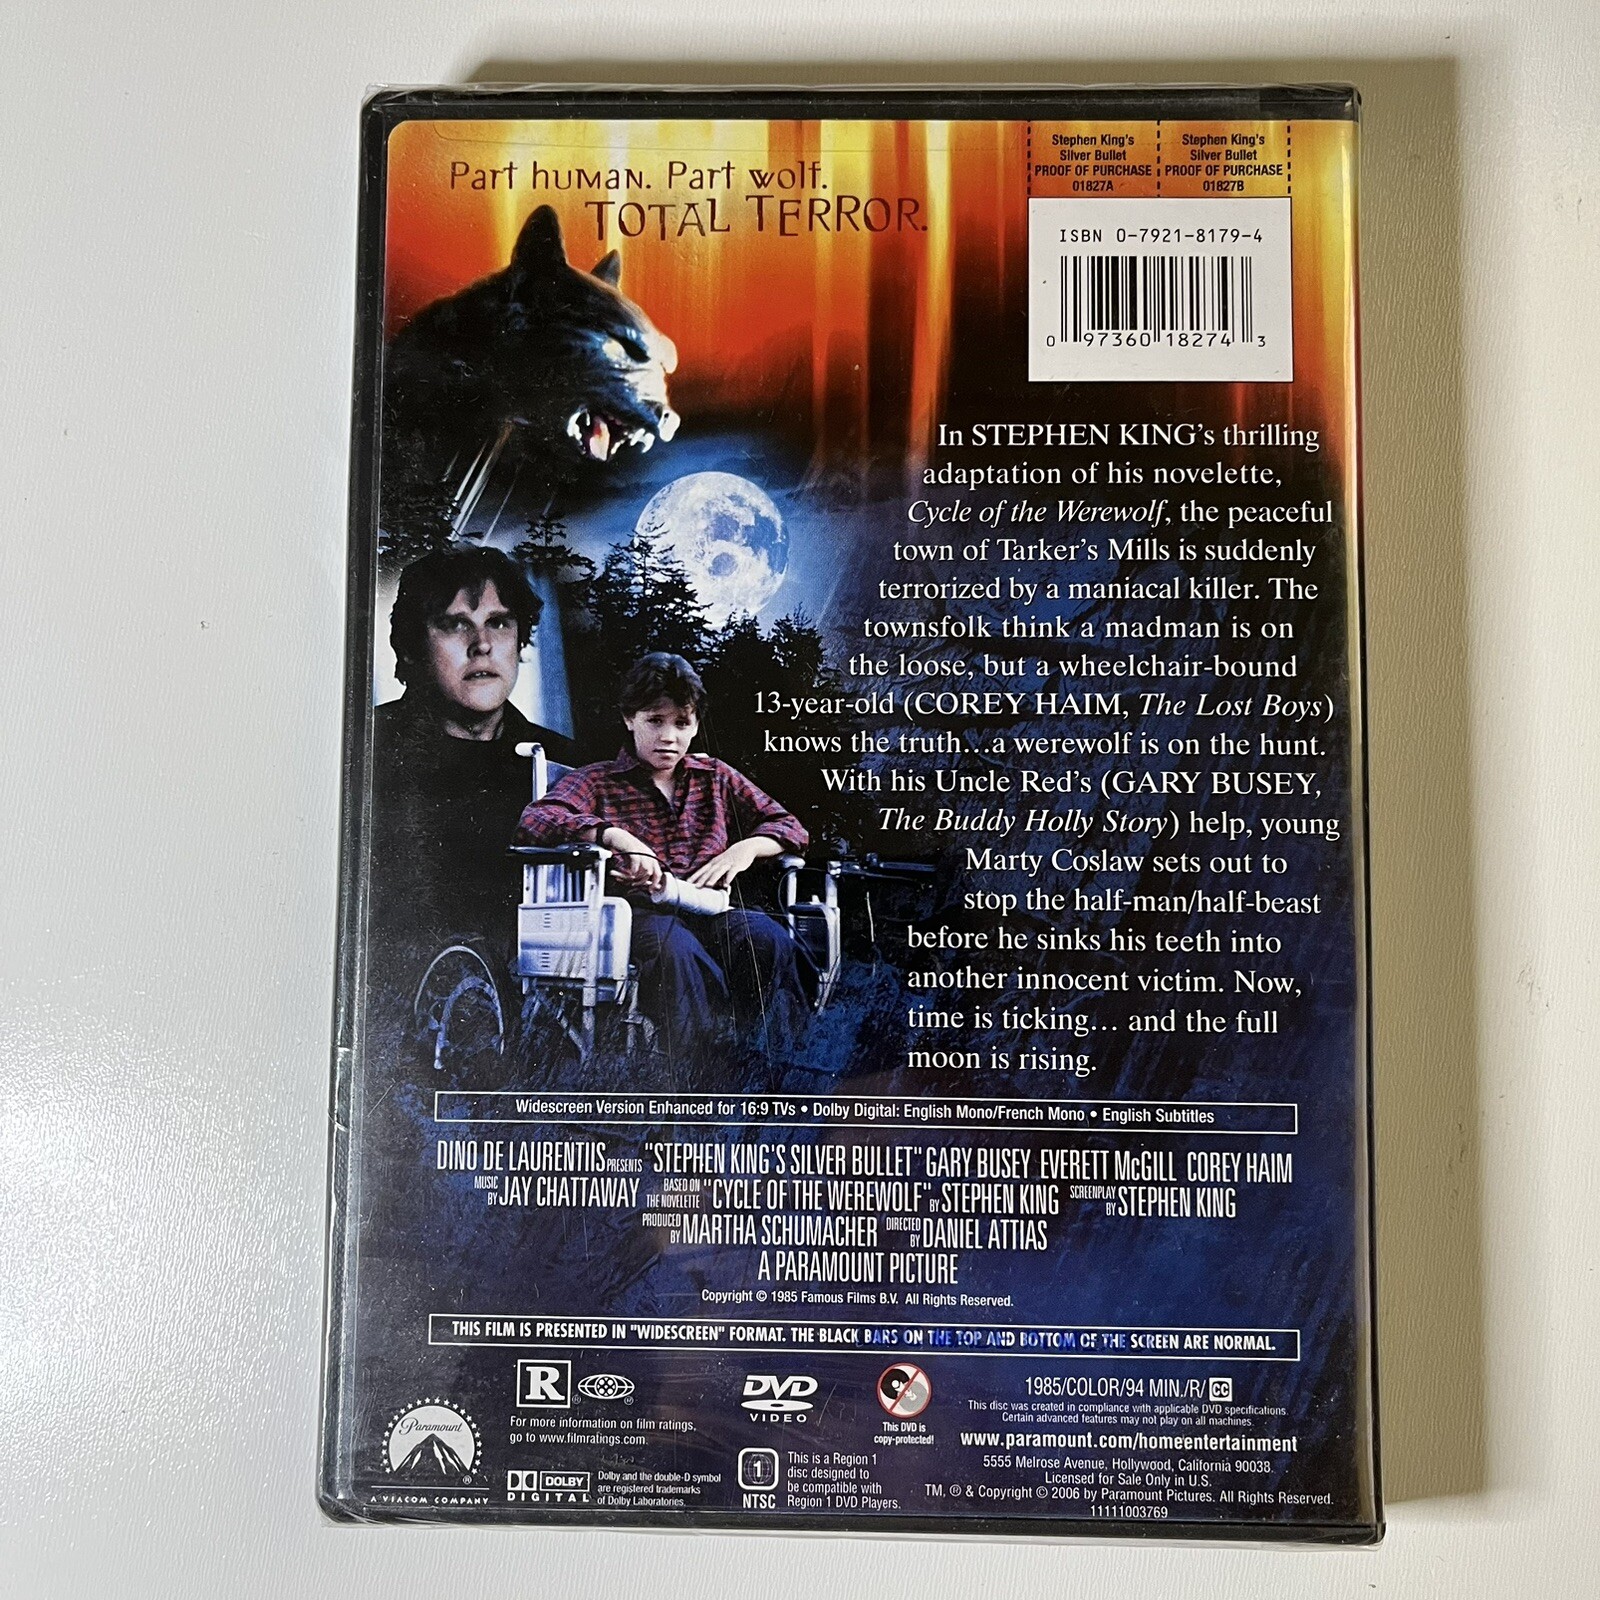 Part human. Part wolf.
TOTAL TERROR.
Stephen King's
Silver Bullet
PROOF OF PURCHASE
01827A
Stephen King's
Silver Bullet
PROOF OF PURCHASE
01827B
ISBN 0-7921-8179-4
0 97360 18274 3
In STEPHEN KING's thrilling
adaptation of his novelette,
Cycle of the Werewolf, the peaceful
town of Tarker's Mills is suddenly
terrorized by a maniacal killer. The
townsfolk think a madman is on
the loose, but a wheelchair-bound
13-year-old (COREY HAIM, The Lost Boys)
knows the truth...a werewolf is on the hunt.
With his Uncle Red's (GARY BUSEY,
The Buddy Holly Story) help, young
Marty Coslaw sets out to
stop the half-man/half-beast
before he sinks his teeth into
another innocent victim. Now,
time is ticking... and the full
moon is rising.
Widescreen Version Enhanced for 16:9 TVs • Dolby Digital: English Mono/French Mono • English Subtitles
DINO DE LAURENTIIS PRESENTS "STEPHEN KING'S SILVER BULLET" GARY BUSEY EVERETT McGILL COREY HAIM
MUSIC BY JAY CHATTAWAY BASED ON THE NOVELETTE "CYCLE OF THE WEREWOLF" BY STEPHEN KING SCREENPLAY BY STEPHEN KING
PRODUCED BY MARTHA SCHUMACHER DIRECTED BY DANIEL ATTIAS
A PARAMOUNT PICTURE
Copyright © 1985 Famous Films B.V. All Rights Reserved.
THIS FILM IS PRESENTED IN "WIDESCREEN" FORMAT. THE BLACK BARS ON THE TOP AND BOTTOM OF THE SCREEN ARE NORMAL.
Paramount
®
A VIACOM COMPANY
R ® ®
For more information on film ratings,
go to www.filmratings.com.
DOLBY
DIGITAL
Dolby and the double-D symbol
are registered trademarks
of Dolby Laboratories.
DVD
VIDEO
1
NTSC
This is a Region 1
disc designed to
be compatible with
Region 1 DVD Players.
This DVD is
copy-protected!
1985/COLOR/94 MIN./R/ CC
This disc was created in compliance with applicable DVD specifications.
Certain advanced features may not play on all machines.
www.paramount.com/homeentertainment
5555 Melrose Avenue, Hollywood, California 90038.
Licensed for Sale Only in U.S.
TM, ® & Copyright © 2006 by Paramount Pictures. All Rights Reserved.
11111003769